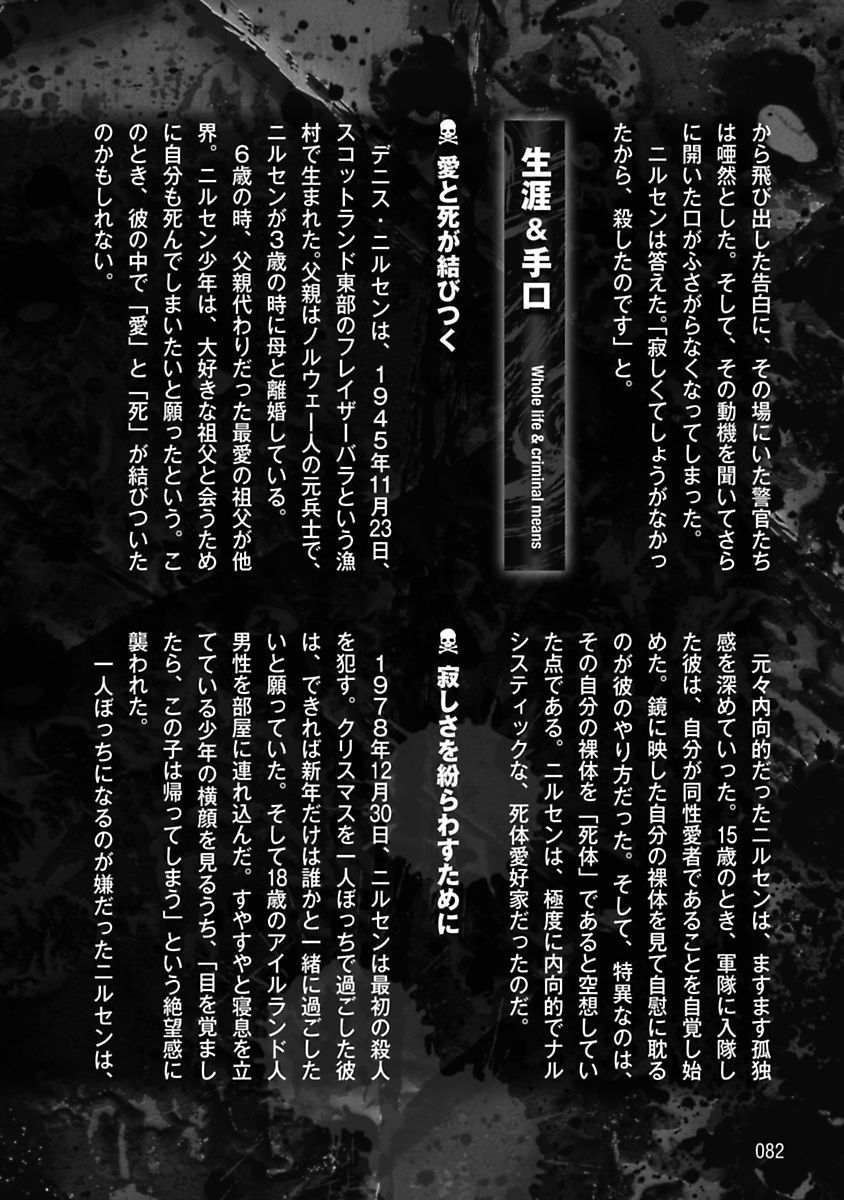 から飛び出した告白に、その場にいた警官たち
は唖然とした。そして、その動機を聞いてさら
に開いた口がふさがらなくなってしまった。
ニルセンは答えた。「寂しくてしょうがなかっ
たから、殺したのです」と。
生涯&手口
Whole life & criminal means
愛と死が結びつく
デニス・ニルセンは、1945年11月23日、
スコットランド東部のフレイザーバラという漁
村で生まれた。父親はノルウェー人の元兵士で、
ニルセンが3歳の時に母と離婚している。
6歳の時、父親代わりだった最愛の祖父が他
界。ニルセン少年は、大好きな祖父と会うため
に自分も死んでしまいたいと願ったという。こ
のとき、彼の中で「愛」と「死」が結びついた
のかもしれない。
元々内向的だったニルセンは、ますます孤独
感を深めていった。15歳のとき、軍隊に入隊し
た彼は、自分が同性愛者であることを自覚し始
めた。鏡に映した自分の裸体を見て自慰に耽る
のが彼のやり方だった。そして、特異なのは、
その自分の裸体を「死体」であると空想してい
た点である。ニルセンは、極度に内向的でナル
システィックな、死体愛好家だったのだ。
寂しさを紛らわすために
1978年12月30日、ニルセンは最初の殺人
を犯す。クリスマスを一人ぼっちで過ごした彼
は、できれば新年だけは誰かと一緒に過ごした
いと願っていた。そして18歳のアイルランド人
男性を部屋に連れ込んだ。すやすやと寝息を立
てている少年の横顔を見るうち、「目を覚まし
たら、この子は帰ってしまう」という絶望感に
襲われた。
一人ぼっちになるのが嫌だったニルセンは、
082